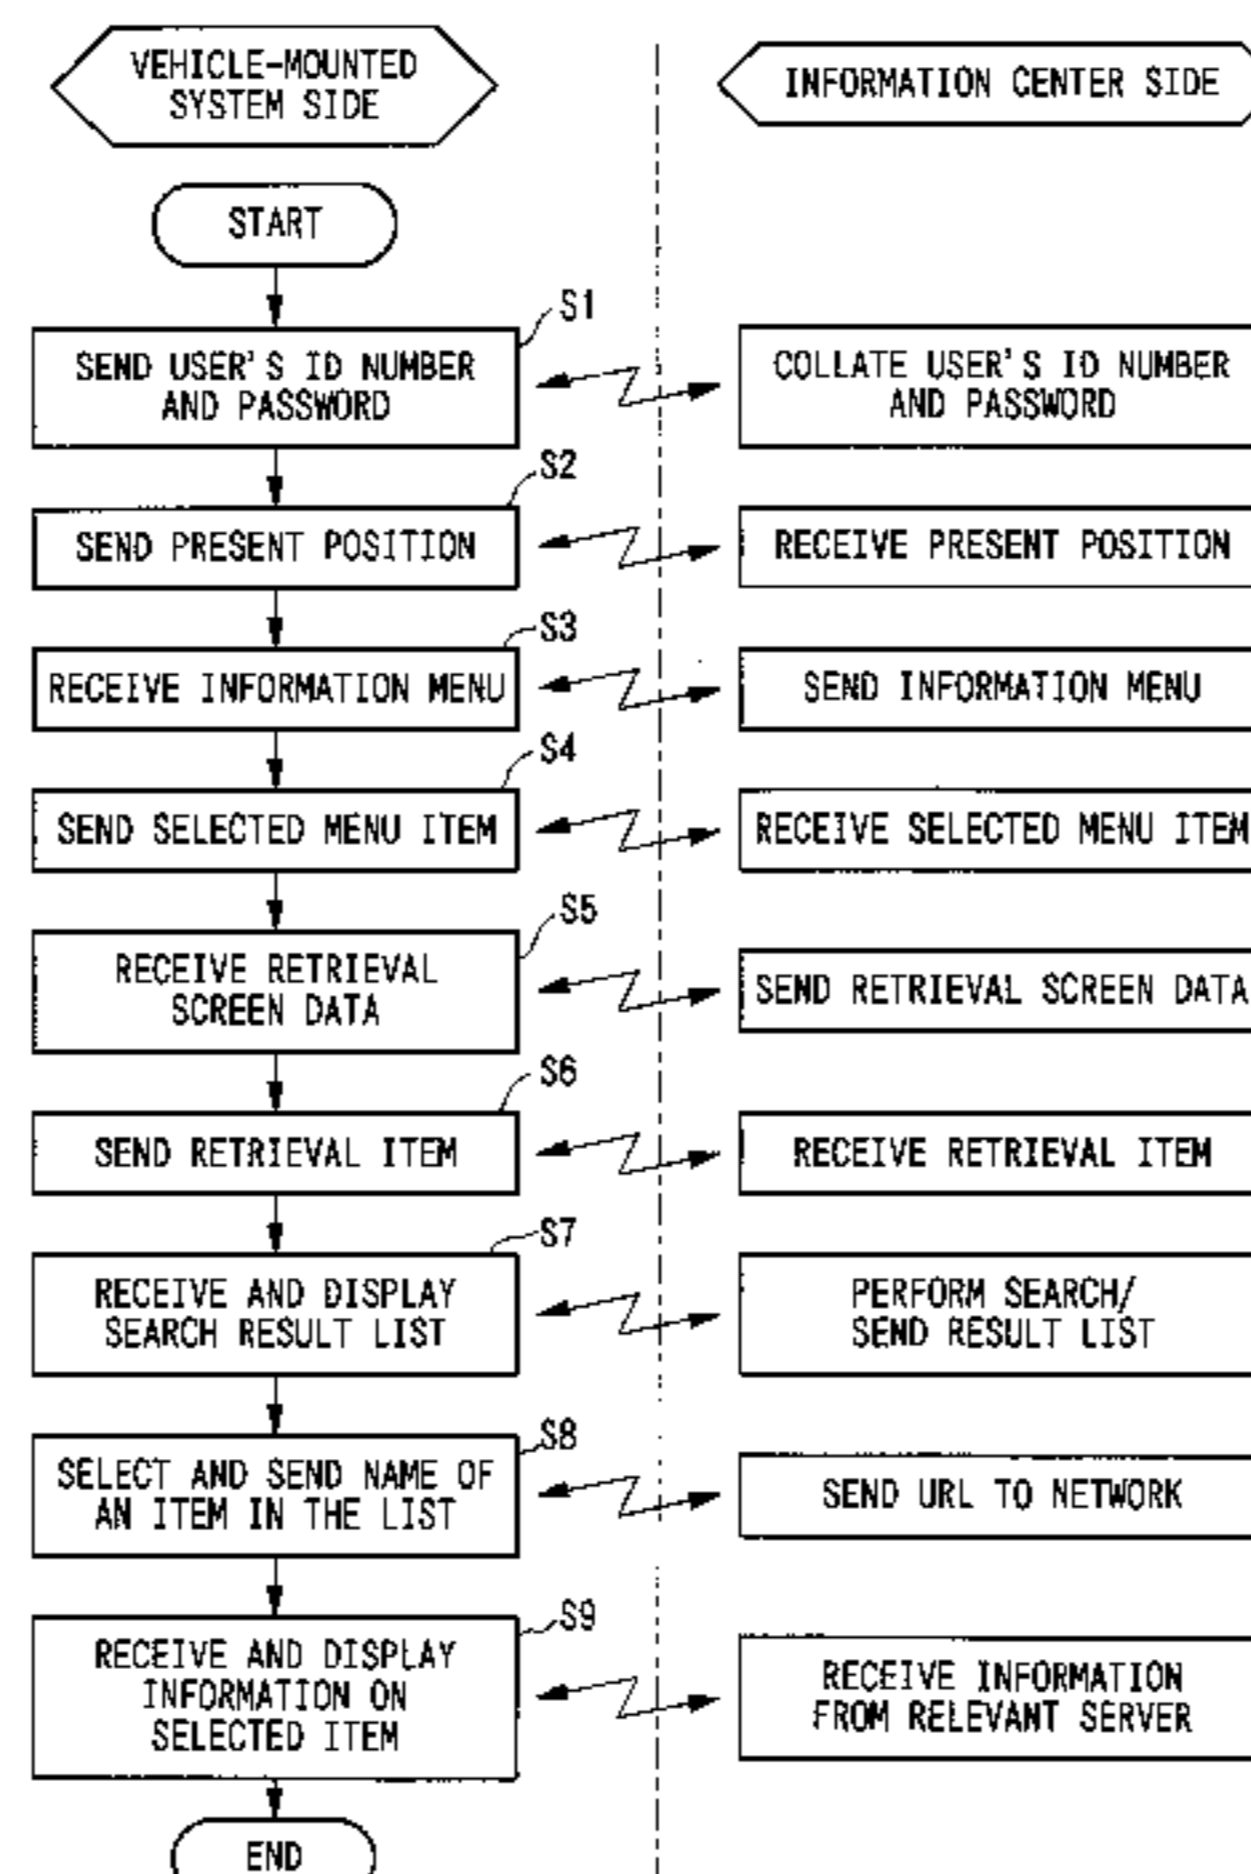 VEHICLE-MOUNTED
SYSTEM SIDE
INFORMATION CENTER SIDE
START
S1
SEND USER'S ID NUMBER
AND PASSWORD
COLLATE USER'S ID NUMBER
AND PASSWORD
S2
SEND PRESENT POSITION
RECEIVE PRESENT POSITION
S3
RECEIVE INFORMATION MENU
SEND INFORMATION MENU
S4
SEND SELECTED MENU ITEM
RECEIVE SELECTED MENU ITEM
S5
RECEIVE RETRIEVAL
SCREEN DATA
SEND RETRIEVAL SCREEN DATA
S6
SEND RETRIEVAL ITEM
RECEIVE RETRIEVAL ITEM
S7
RECEIVE AND DISPLAY
SEARCH RESULT LIST
PERFORM SEARCH/
SEND RESULT LIST
S8
SELECT AND SEND NAME OF
AN ITEM IN THE LIST
SEND URL TO NETWORK
S9
RECEIVE AND DISPLAY
INFORMATION ON
SELECTED ITEM
RECEIVE INFORMATION
FROM RELEVANT SERVER
END